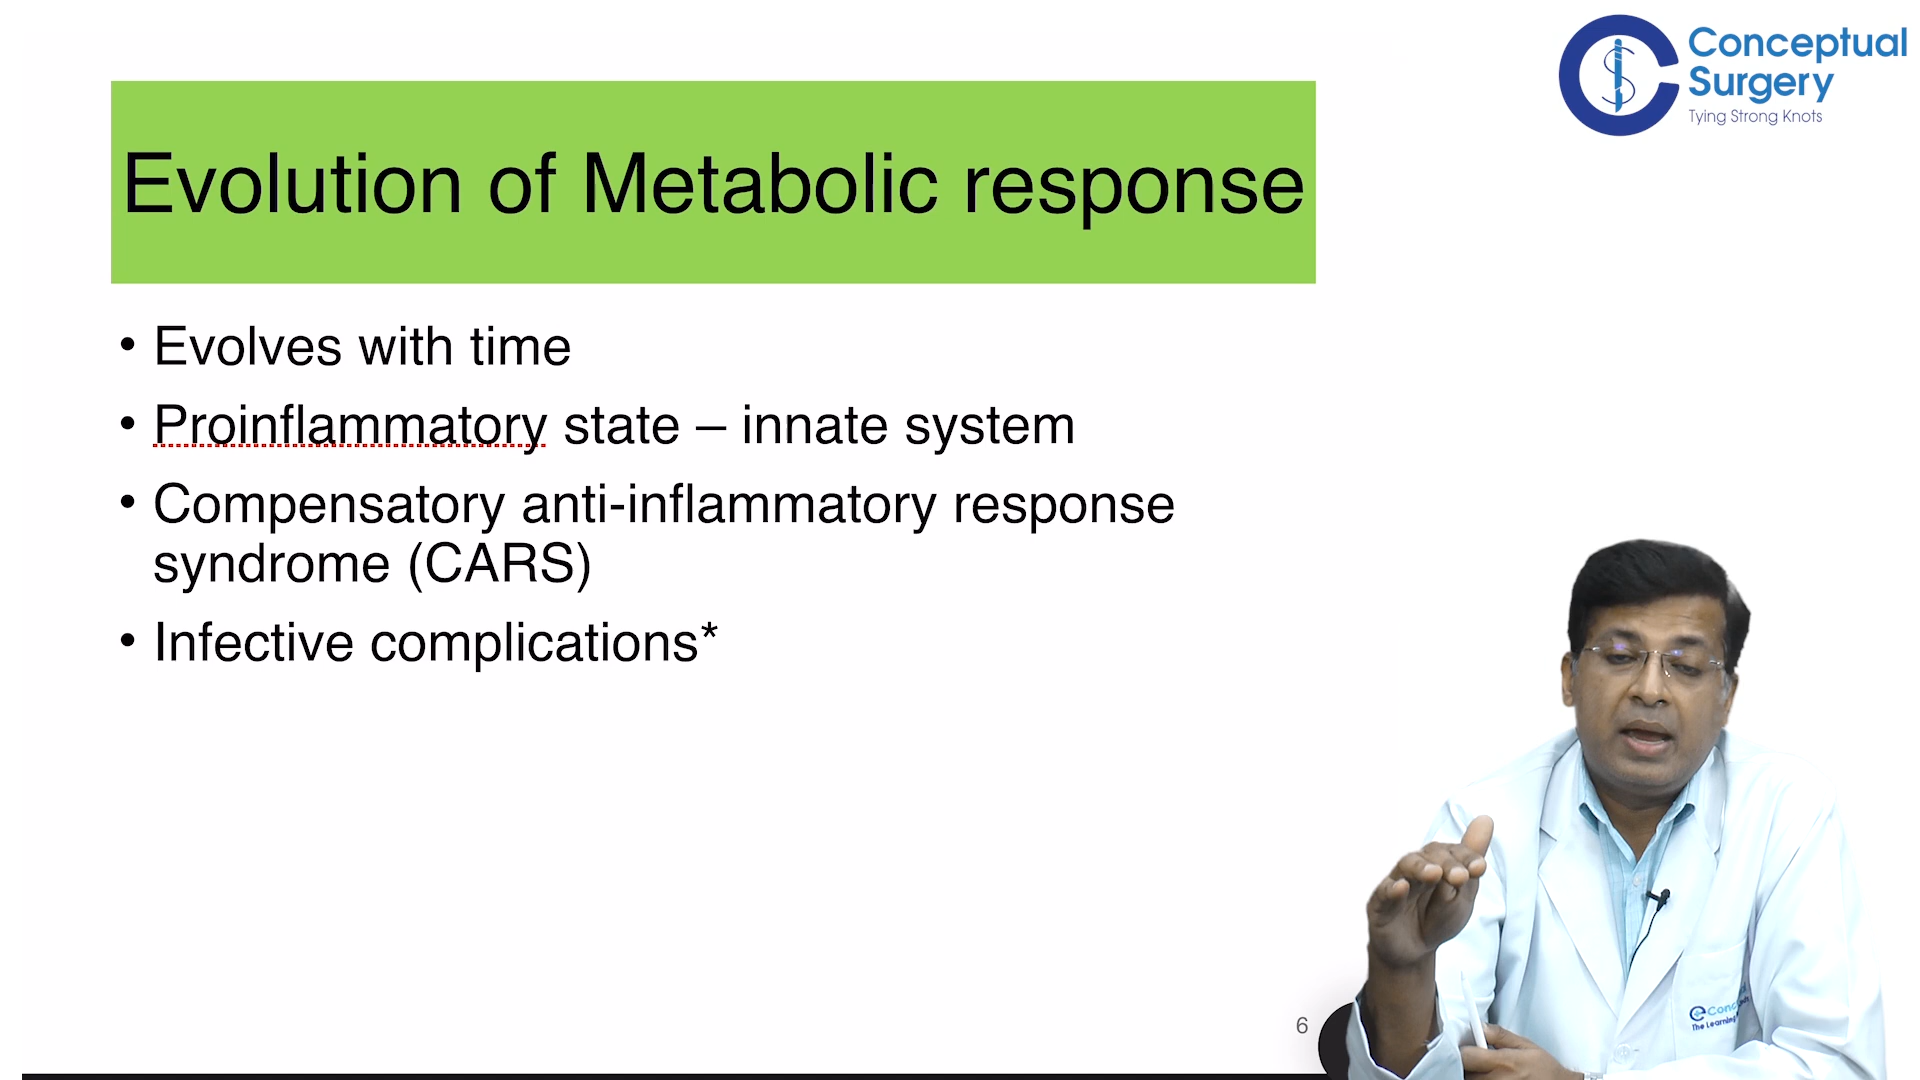 Conceptual
Surgery
Tying Strong Knots
Evolution of Metabolic response
• Evolves with time
• Proinflammatory state – innate system
• Compensatory anti-inflammatory response
syndrome (CARS)
• Infective complications*
6